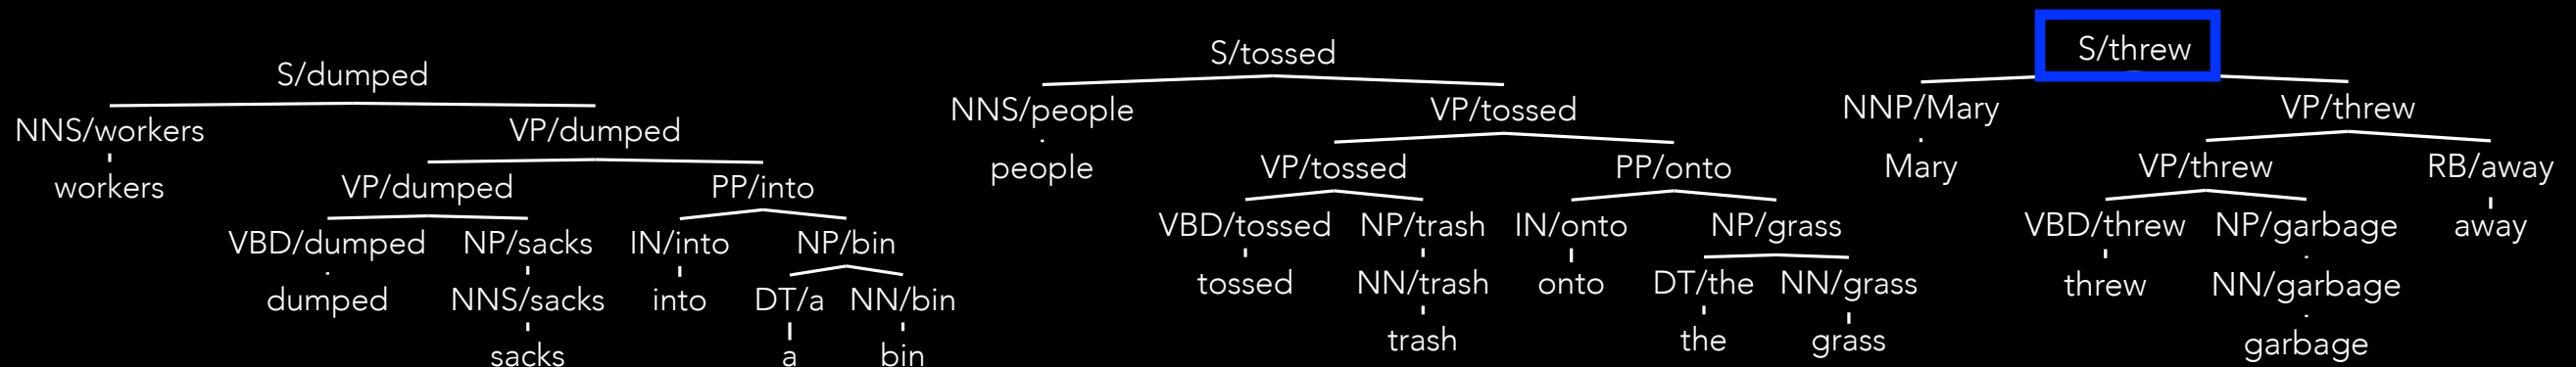 S/dumped
NNS/workers VP/dumped
workers VP/dumped PP/into
VBD/dumped NP/sacks IN/into NP/bin
dumped NNS/sacks into DT/a NN/bin
sacks a bin
S/tossed
NNS/people VP/tossed
people VP/tossed PP/onto
VBD/tossed NP/trash IN/onto NP/grass
tossed NN/trash onto DT/the NN/grass
trash the grass
S/threw
NNP/Mary VP/threw
Mary VP/threw RB/away
VBD/threw NP/garbage away
threw NN/garbage
garbage